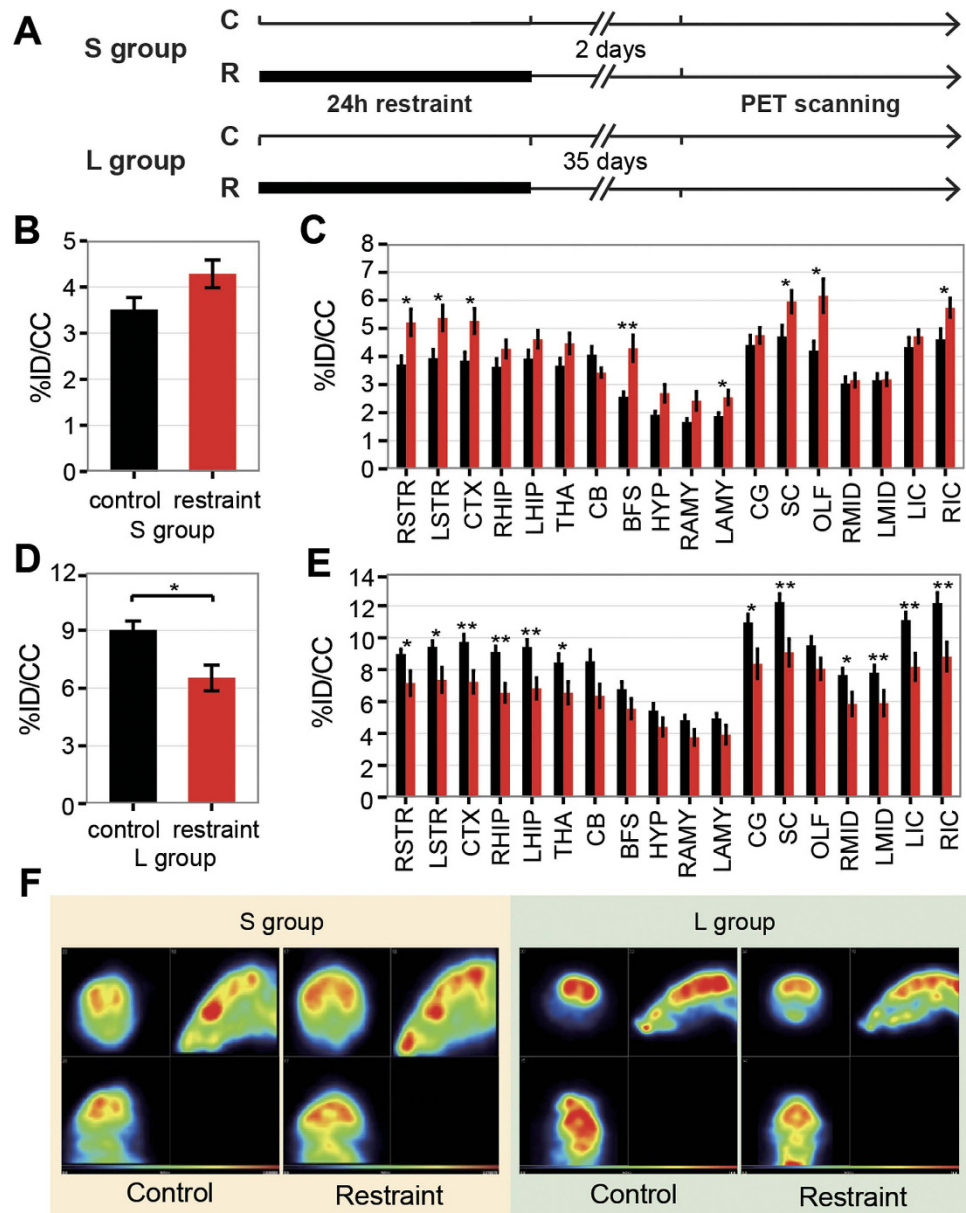 A
S group
C
2 days
R
24h restraint
PET scanning
L group
C
35 days
R
B
%ID/CC
5
4
3
2
1
0
control restraint
S group
C
%ID/CC
8
7
6
5
4
3
2
1
0
* * * ** * * * *
RSTR LSTR CTX RHIP LHIP THA CB BFS HYP RAMY LAMY CG SC OLF RMID LMID LIC RIC
D
%ID/CC
12
9
6
3
0
*
control restraint
L group
E
%ID/CC
14
12
10
8
6
4
2
0
* * ** ** ** * * ** * ** ** **
RSTR LSTR CTX RHIP LHIP THA CB BFS HYP RAMY LAMY CG SC OLF RMID LMID LIC RIC
F
S group
L group
Control Restraint Control Restraint